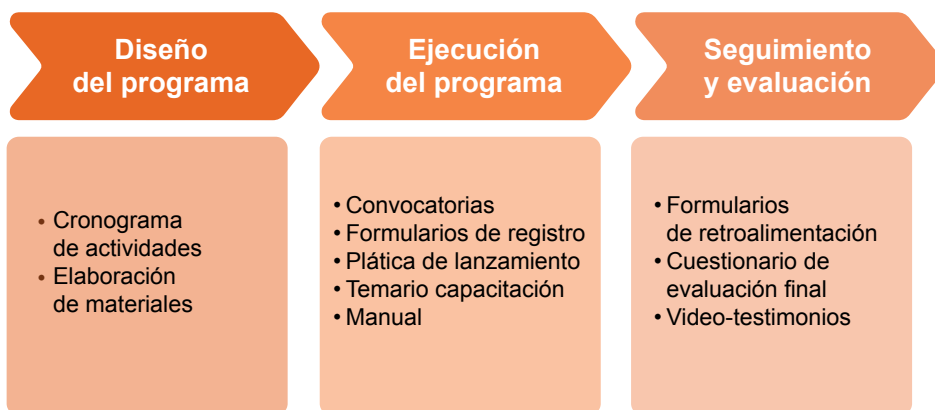 Diseño
del programa
• Cronograma
de actividades
• Elaboración
de materiales
Ejecución
del programa
• Convocatorias
• Formularios de registro
• Plática de lanzamiento
• Temario capacitación
• Manual
Seguimiento
y evaluación
• Formularios
de retroalimentación
• Cuestionario de
evaluación final
• Video-testimonios